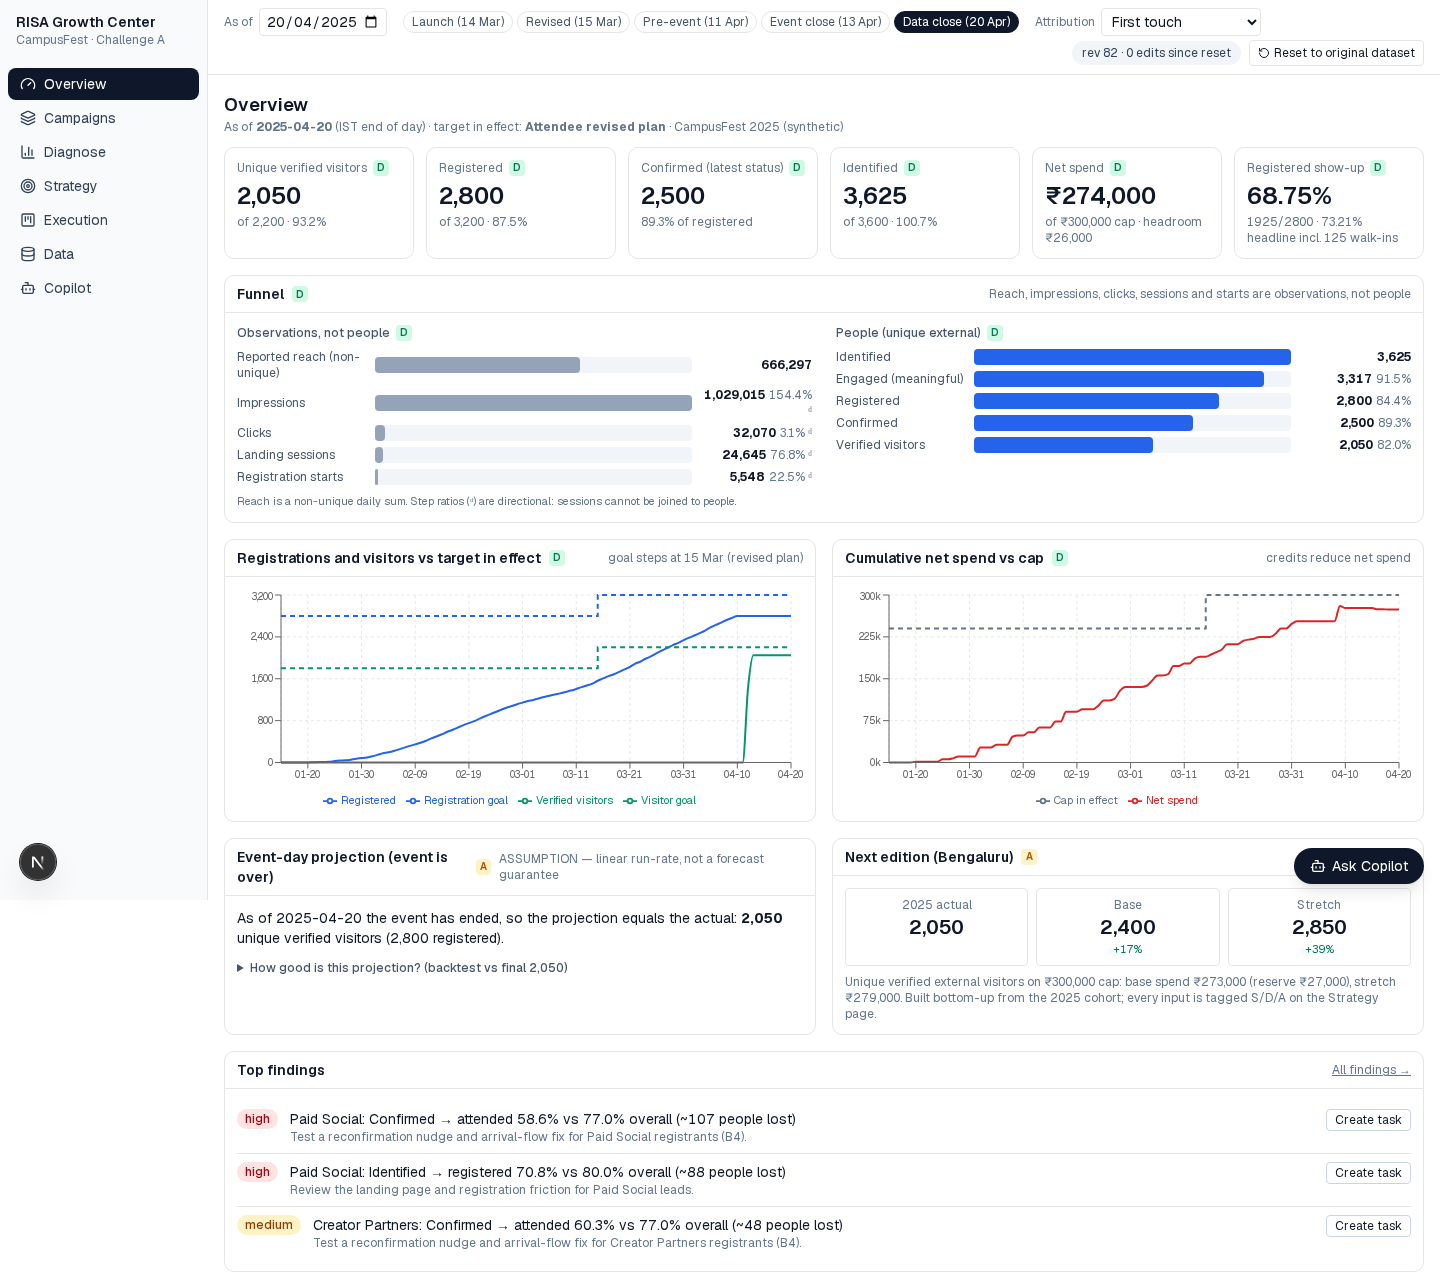 RISA Growth Center
CampusFest · Challenge A
Overview
Campaigns
Diagnose
Strategy
Execution
Data
Copilot
N
As of 20/04/2025 Launch (14 Mar) Revised (15 Mar) Pre-event (11 Apr) Event close (13 Apr) Data close (20 Apr) Attribution First touch
rev 82 · 0 edits since reset Reset to original dataset
Overview
As of 2025-04-20 (IST end of day) · target in effect: Attendee revised plan · CampusFest 2025 (synthetic)
Unique verified visitors D
2,050
of 2,200 · 93.2%
Registered D
2,800
of 3,200 · 87.5%
Confirmed (latest status) D
2,500
89.3% of registered
Identified D
3,625
of 3,600 · 100.7%
Net spend D
₹274,000
of ₹300,000 cap · headroom
₹26,000
Registered show-up D
68.75%
1925/2800 · 73.21%
headline incl. 125 walk-ins
Funnel D
Reach, impressions, clicks, sessions and starts are observations, not people
Observations, not people D
Reported reach (non-
unique) 666,297
Impressions 1,029,015 154.4%
d
Clicks 32,070 3.1% d
Landing sessions 24,645 76.8% d
Registration starts 5,548 22.5% d
Reach is a non-unique daily sum. Step ratios (d) are directional: sessions cannot be joined to people.
People (unique external) D
Identified 3,625
Engaged (meaningful) 3,317 91.5%
Registered 2,800 84.4%
Confirmed 2,500 89.3%
Verified visitors 2,050 82.0%
Registrations and visitors vs target in effect D goal steps at 15 Mar (revised plan)
3,200
2,400
1,600
800
0
01-20 01-30 02-09 02-19 03-01 03-11 03-21 03-31 04-10 04-20
Registered Registration goal Verified visitors Visitor goal
Cumulative net spend vs cap D credits reduce net spend
300k
225k
150k
75k
0k
01-20 01-30 02-09 02-19 03-01 03-11 03-21 03-31 04-10 04-20
Cap in effect Net spend
Event-day projection (event is
over) A
ASSUMPTION — linear run-rate, not a forecast
guarantee
As of 2025-04-20 the event has ended, so the projection equals the actual: 2,050
unique verified visitors (2,800 registered).
How good is this projection? (backtest vs final 2,050)
Next edition (Bengaluru) A
Ask Copilot
2025 actual
2,050
Base
2,400
+17%
Stretch
2,850
+39%
Unique verified external visitors on ₹300,000 cap: base spend ₹273,000 (reserve ₹27,000), stretch
₹279,000. Built bottom-up from the 2025 cohort; every input is tagged S/D/A on the Strategy
page.
Top findings All findings →
high Paid Social: Confirmed → attended 58.6% vs 77.0% overall (~107 people lost) Create task
Test a reconfirmation nudge and arrival-flow fix for Paid Social registrants (B4).
high Paid Social: Identified → registered 70.8% vs 80.0% overall (~88 people lost) Create task
Review the landing page and registration friction for Paid Social leads.
medium Creator Partners: Confirmed → attended 60.3% vs 77.0% overall (~48 people lost) Create task
Test a reconfirmation nudge and arrival-flow fix for Creator Partners registrants (B4).